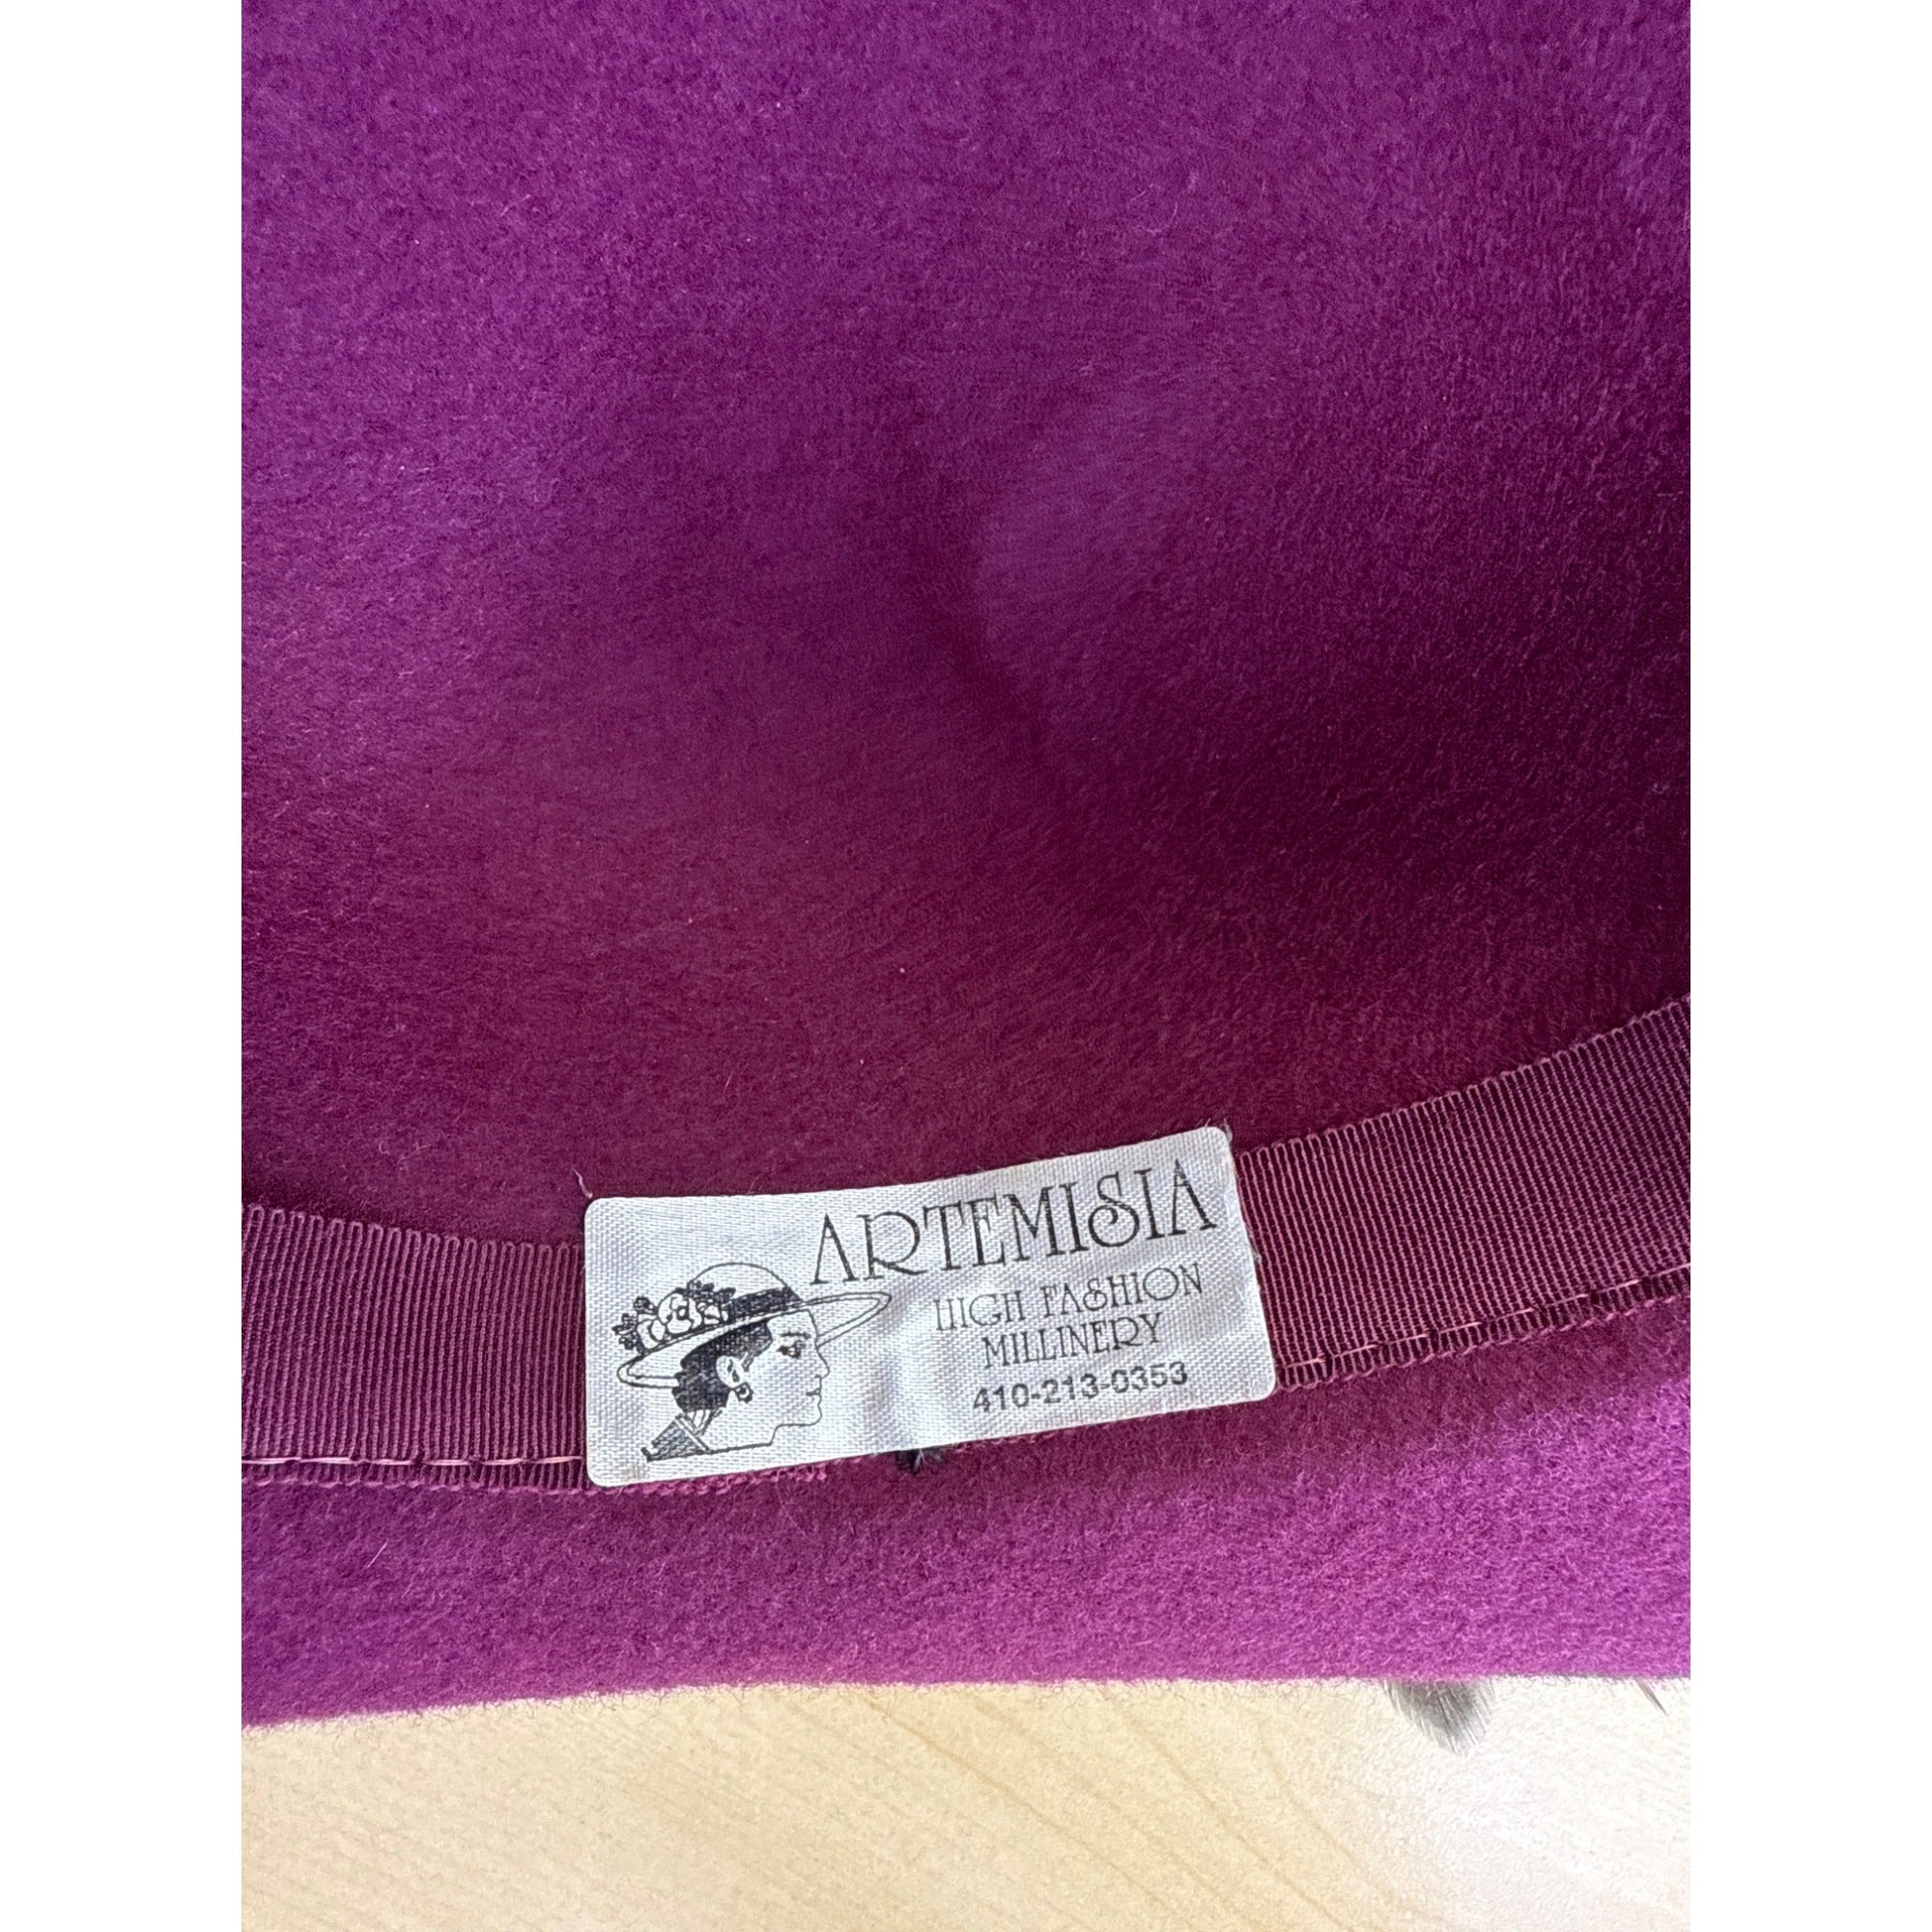 ARTEMISIA
HIGH FASHION
MILLINERY
410-213-0353